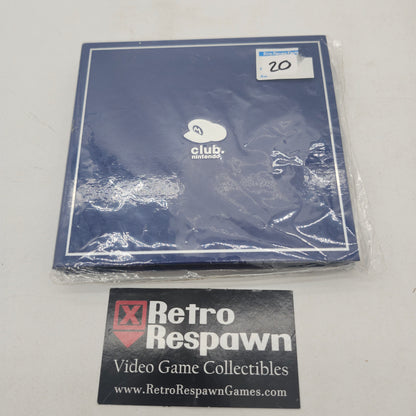 20
M
club.
nintendo
X Retro
Respawn
Video Game Collectibles
www.RetroRespawnGames.com